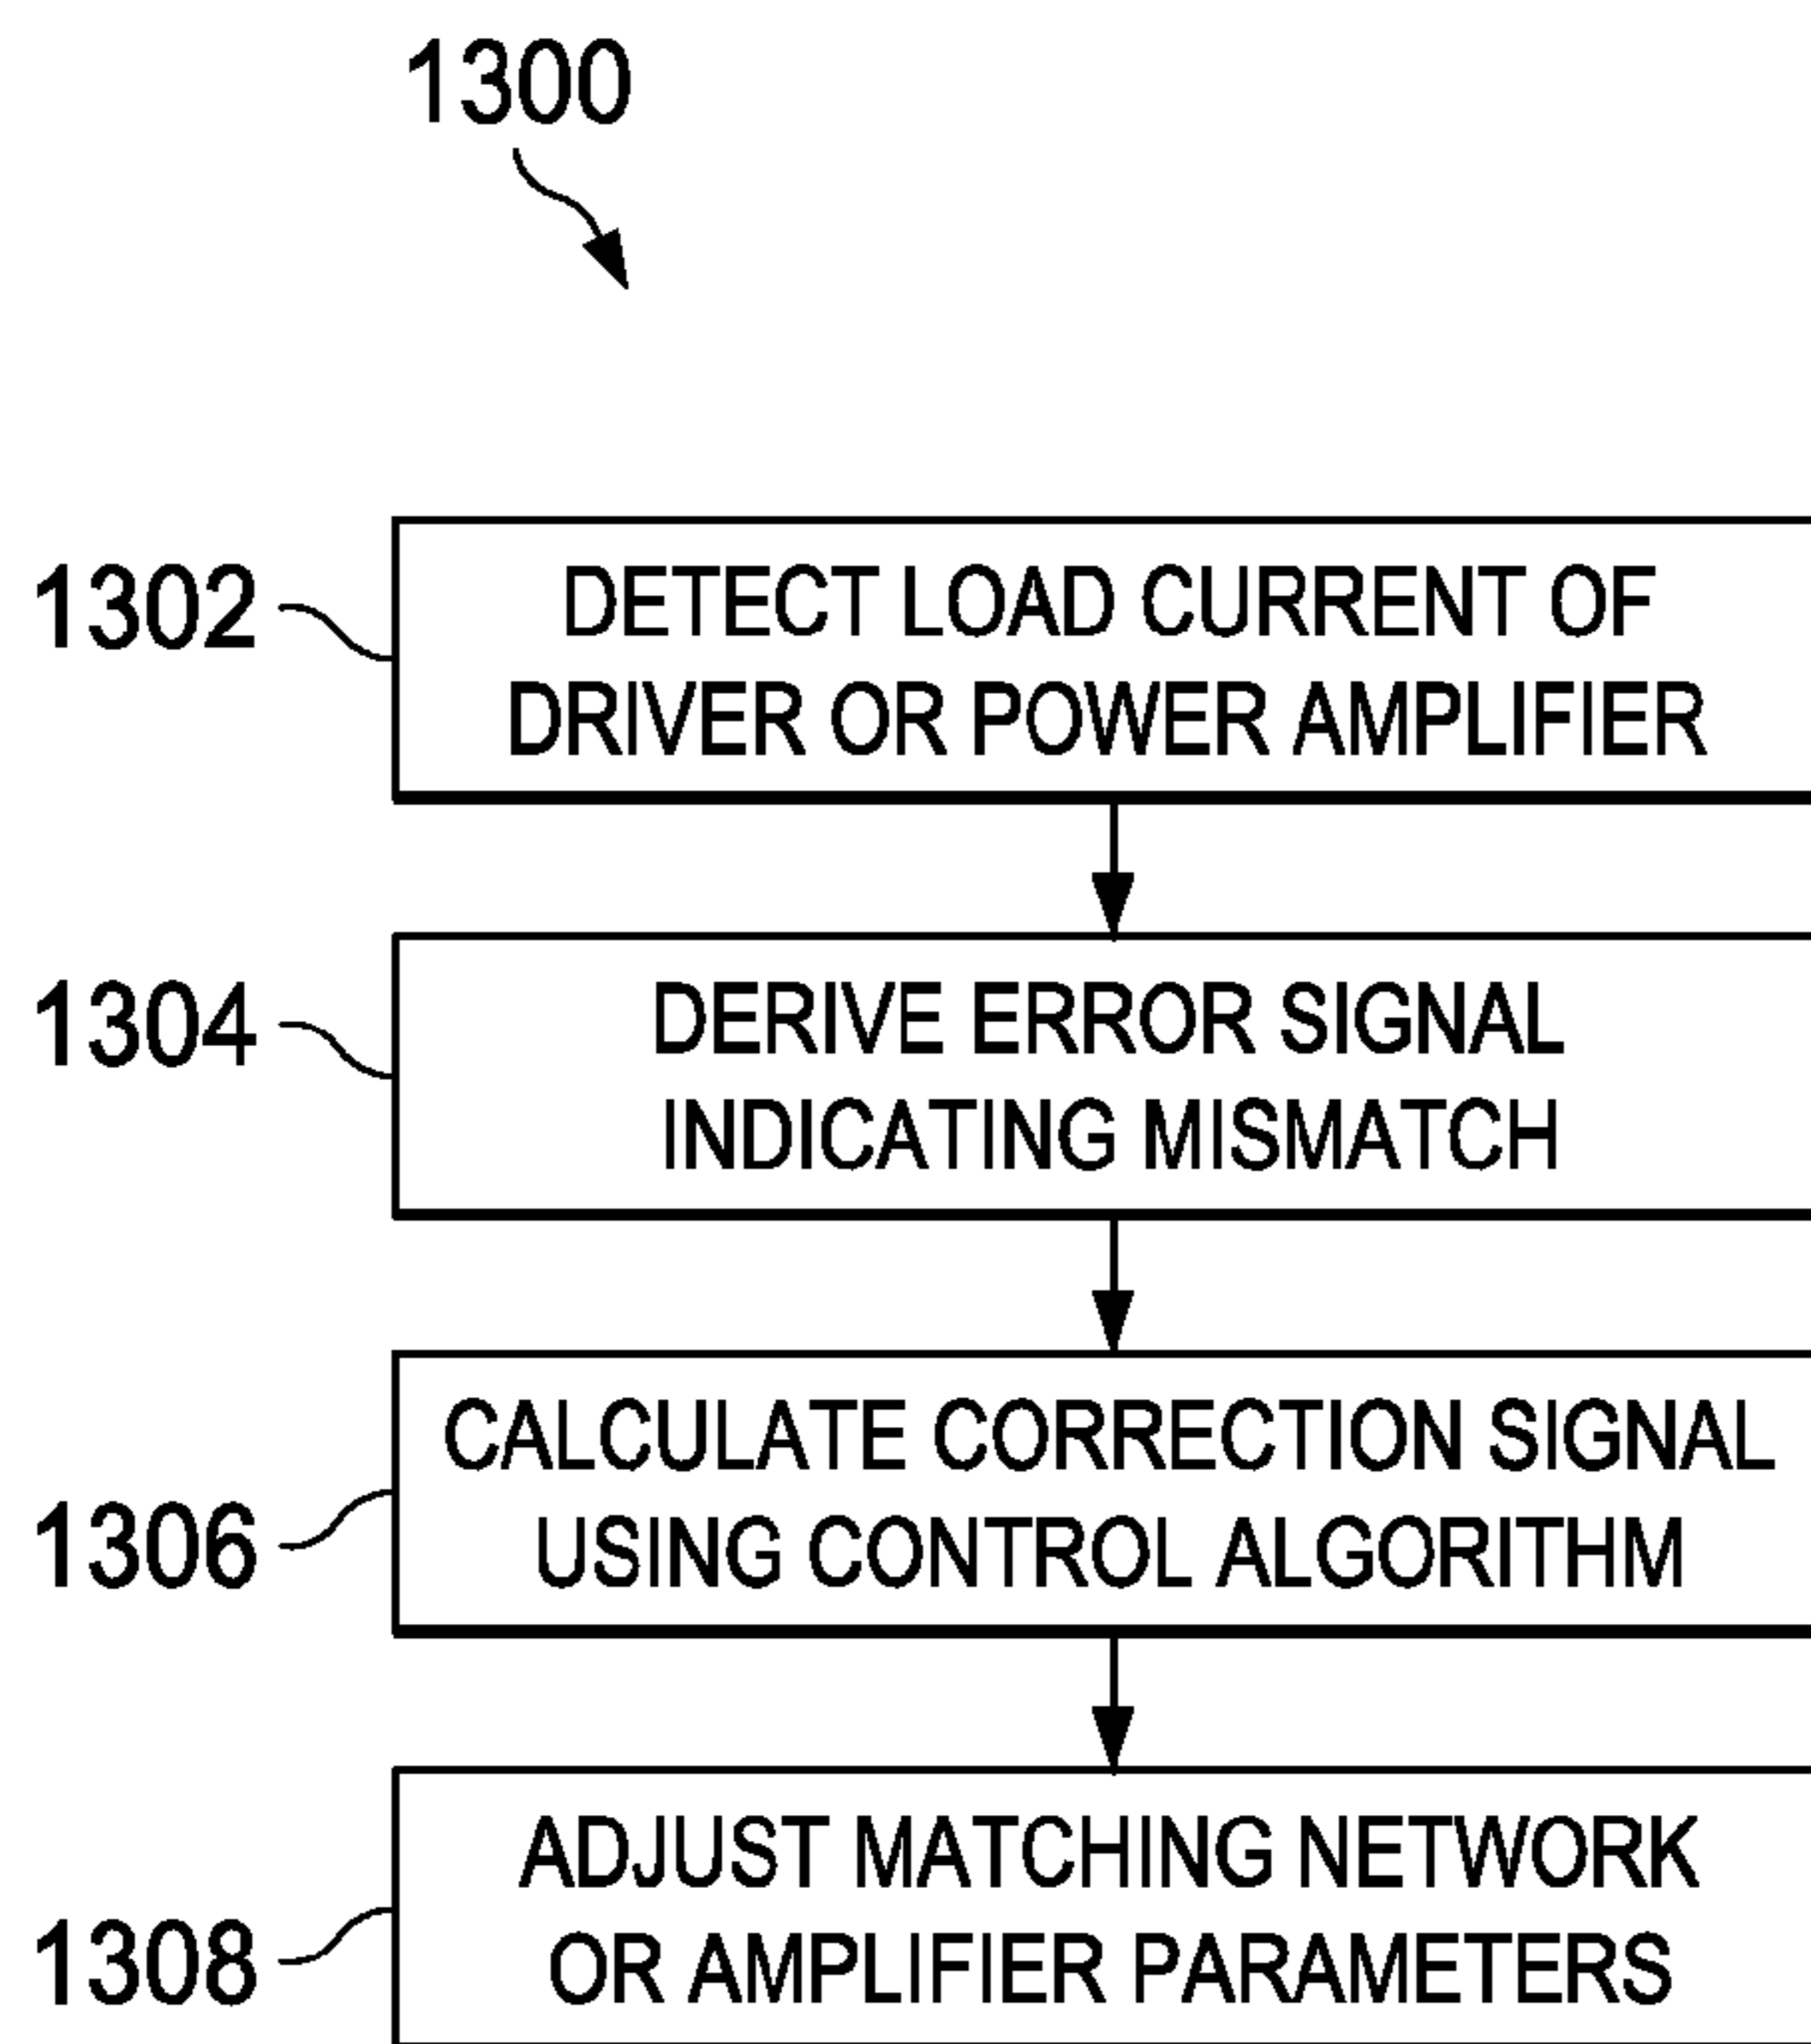 1300
1302
DETECT LOAD CURRENT OF
DRIVER OR POWER AMPLIFIER
1304
DERIVE ERROR SIGNAL
INDICATING MISMATCH
1306
CALCULATE CORRECTION SIGNAL
USING CONTROL ALGORITHM
1308
ADJUST MATCHING NETWORK
OR AMPLIFIER PARAMETERS